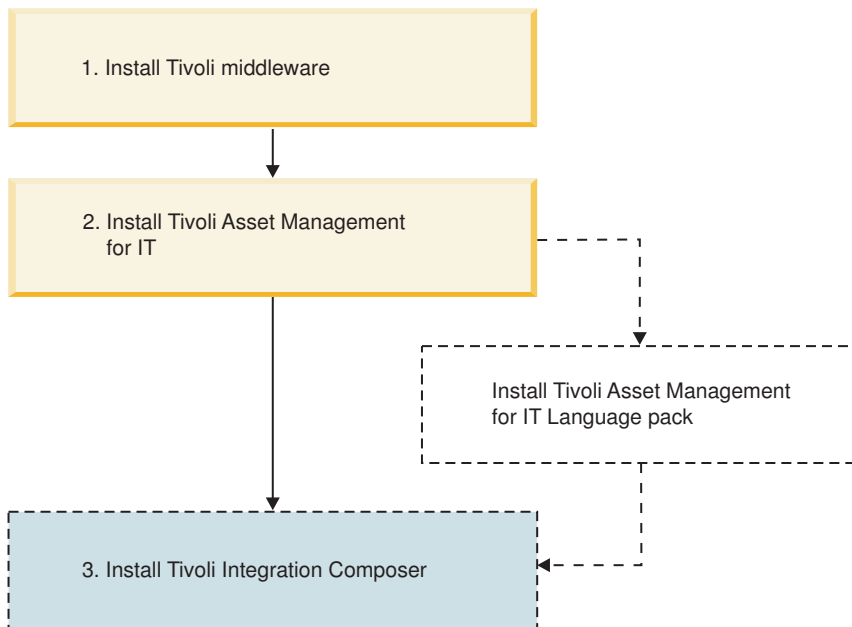 1. Install Tivoli middleware
2. Install Tivoli Asset Management
for IT
Install Tivoli Asset Management
for IT Language pack
3. Install Tivoli Integration Composer